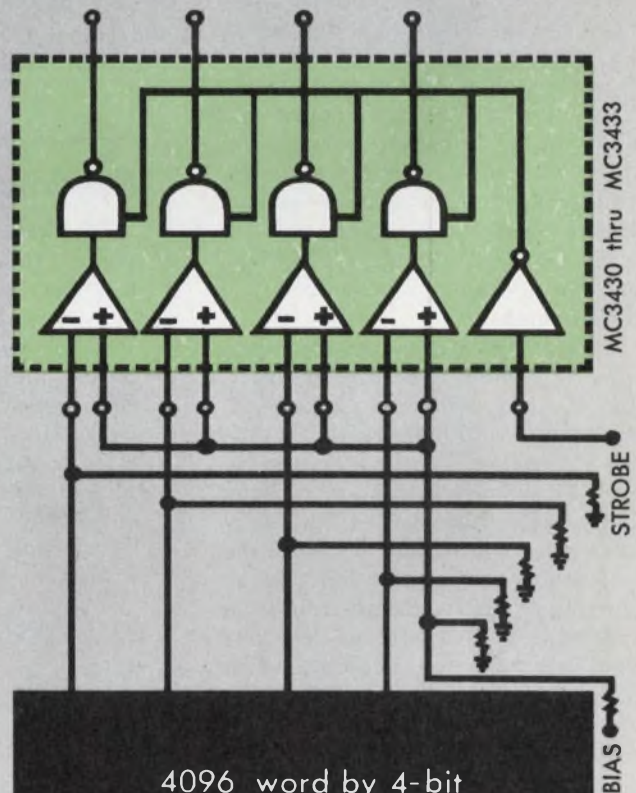 MC3430 thru MC3433
- +
- +
- +
- +
STROBE
BIAS
4096 word by 4-bit